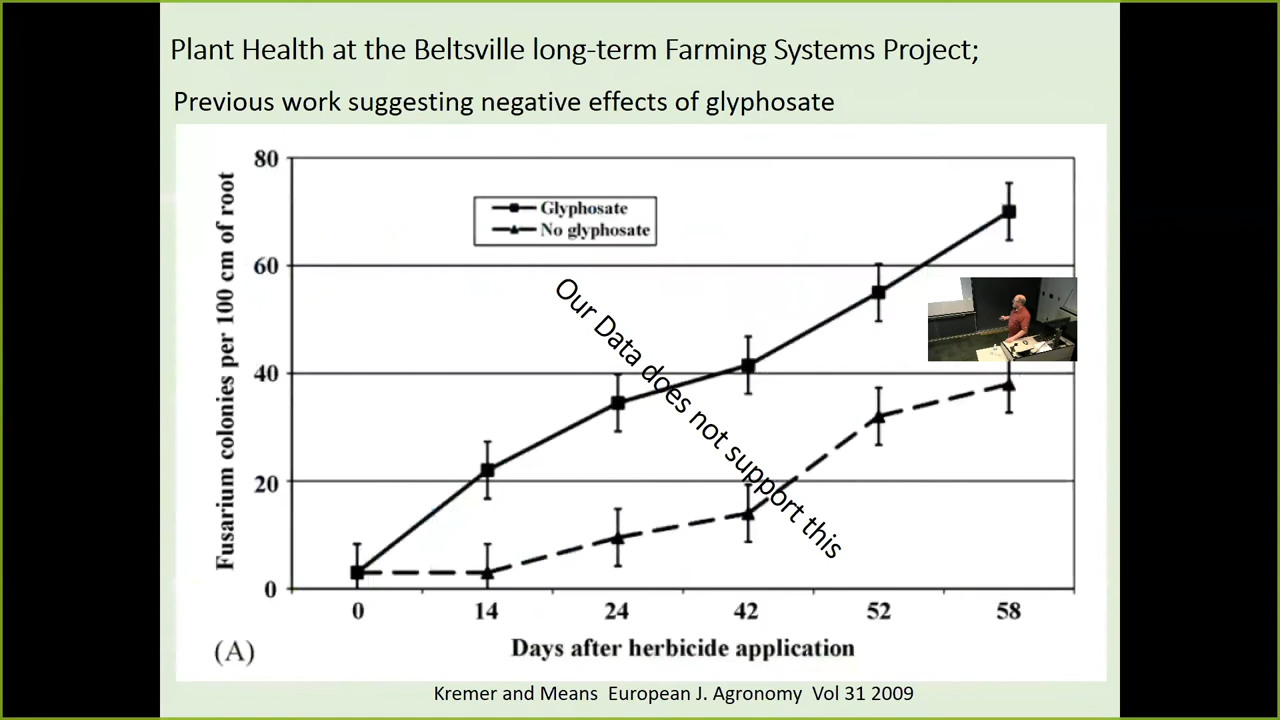 Plant Health at the Beltsville long-term Farming Systems Project;
Previous work suggesting negative effects of glyphosate
80
60
40
20
0
Fusarium colonies per 100 cm of root
Glyphosate
No glyphosate
Our Data does not support this
0 14 24 42 52 58
(A)
Days after herbicide application
Kremer and Means European J. Agronomy Vol 31 2009